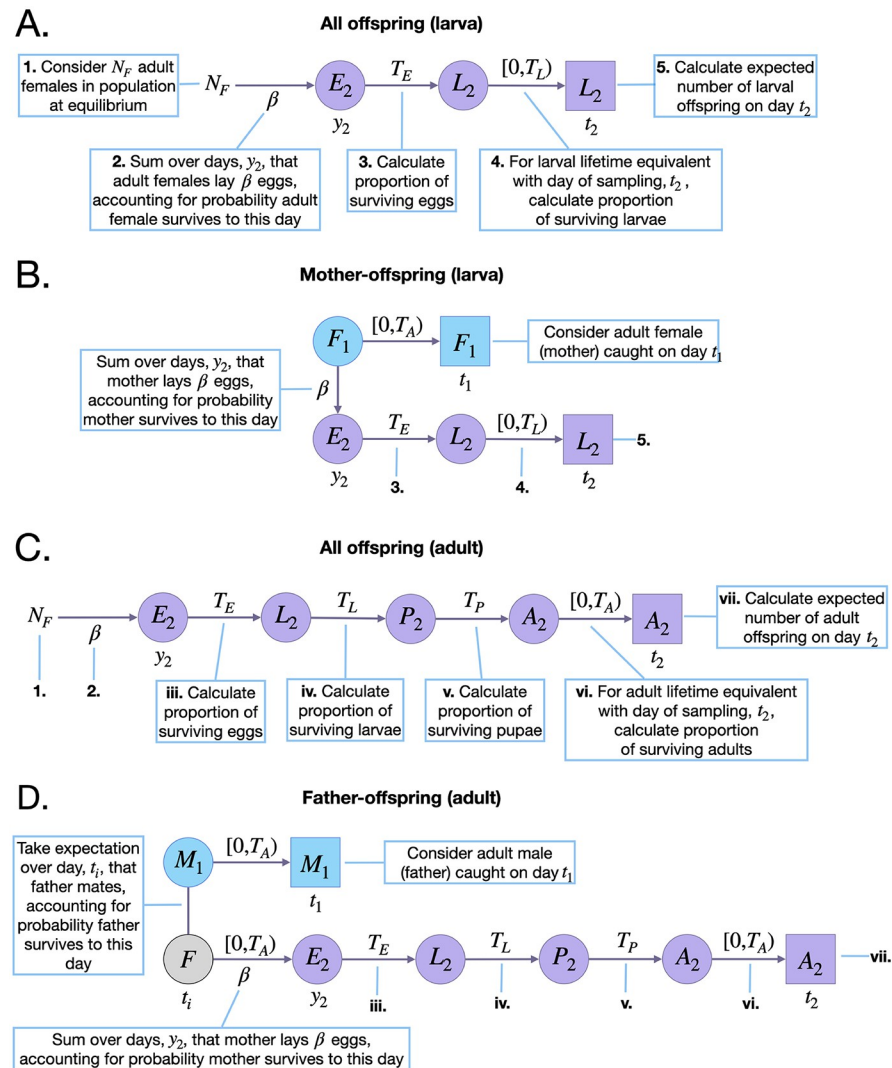 A.
All offspring (larva)
1. Consider N_F adult
females in population
at equilibrium
N_F
β
E_2
y_2
T_E
L_2
[0,T_L)
L_2
t_2
5. Calculate expected
number of larval
offspring on day t_2
2. Sum over days, y_2, that
adult females lay β eggs,
accounting for probability adult
female survives to this day
3. Calculate
proportion of
surviving eggs
4. For larval lifetime equivalent
with day of sampling, t_2 ,
calculate proportion
of surviving larvae
B.
Mother-offspring (larva)
F_1
[0,T_A)
F_1
t_1
Consider adult female
(mother) caught on day t_1
Sum over days, y_2, that
mother lays β eggs,
accounting for probability
mother survives to this day
β
E_2
y_2
T_E
L_2
[0,T_L)
L_2
t_2
5.
3.
4.
C.
All offspring (adult)
N_F
β
E_2
y_2
T_E
L_2
T_L
P_2
T_P
A_2
[0,T_A)
A_2
t_2
vii. Calculate expected
number of adult
offspring on day t_2
1.
2.
iii. Calculate
proportion of
surviving eggs
iv. Calculate
proportion of
surviving larvae
v. Calculate
proportion of
surviving pupae
vi. For adult lifetime equivalent
with day of sampling, t_2,
calculate proportion
of surviving adults
D.
Father-offspring (adult)
Take expectation
over day, t_i, that
father mates,
accounting for
probability father
survives to this
day
M_1
[0,T_A)
M_1
t_1
Consider adult male
(father) caught on day t_1
F
t_i
[0,T_A)
β
E_2
y_2
T_E
L_2
T_L
P_2
T_P
A_2
[0,T_A)
A_2
t_2
vii.
iii.
iv.
v.
vi.
Sum over days, y_2, that mother lays β eggs,
accounting for probability mother survives to this day